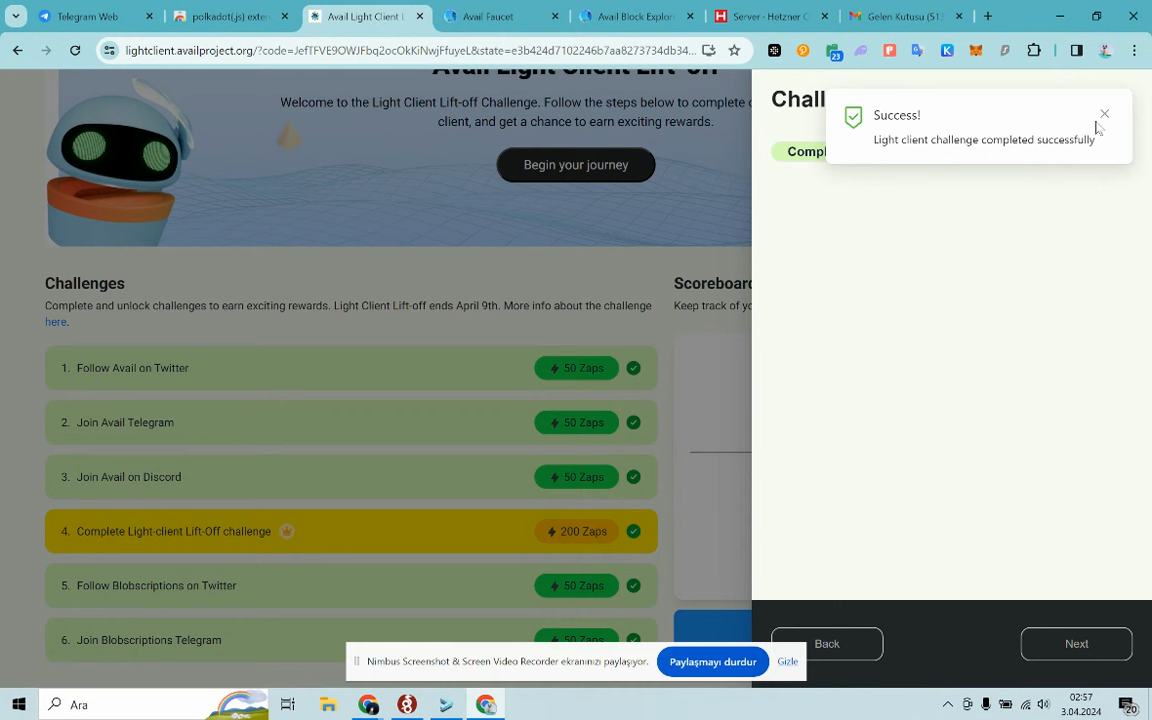 Telegram Web
polkadot{.js} exten
Avail Light Client L
Avail Faucet
Avail Block Explor
Server - Hetzner C
Gelen Kutusu (513
lightclient.availproject.org/?code=JefTFVE9OWJFbq2ocOkKiNwjFfuyeL&state=e3b424d7102246b7aa8273734db34...
23
Avail Light Client Lift-off
Welcome to the Light Client Lift-off Challenge. Follow the steps below to complete
client, and get a chance to earn exciting rewards.
Begin your journey
Chall
Success!
Light client challenge completed successfully
Compl
Challenges
Complete and unlock challenges to earn exciting rewards. Light Client Lift-off ends April 9th. More info about the challenge
here.
Scoreboard
Keep track of yo
1. Follow Avail on Twitter
50 Zaps
2. Join Avail Telegram
50 Zaps
3. Join Avail on Discord
50 Zaps
4. Complete Light-client Lift-Off challenge
200 Zaps
5. Follow Blobscriptions on Twitter
50 Zaps
6. Join Blobscriptions Telegram
50 Zaps
Back
Next
Nimbus Screenshot & Screen Video Recorder ekranınızı paylaşıyor.
Paylaşmayı durdur
Gizle
Ara
02:57
3.04.2024
20